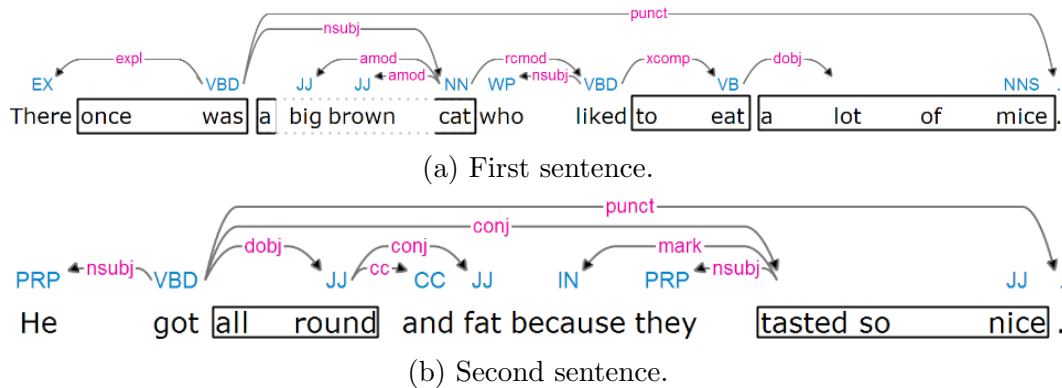 punct
nsubj
expl amod rcmod xcomp dobj
EX VBD JJ JJ amod NN WP nsubj VBD VB NNS .
There once was a big brown cat who liked to eat a lot of mice .
(a) First sentence.
punct
conj
dobj conj mark
PRP nsubj VBD JJ cc CC JJ IN PRP nsubj JJ .
He got all round and fat because they tasted so nice .
(b) Second sentence.